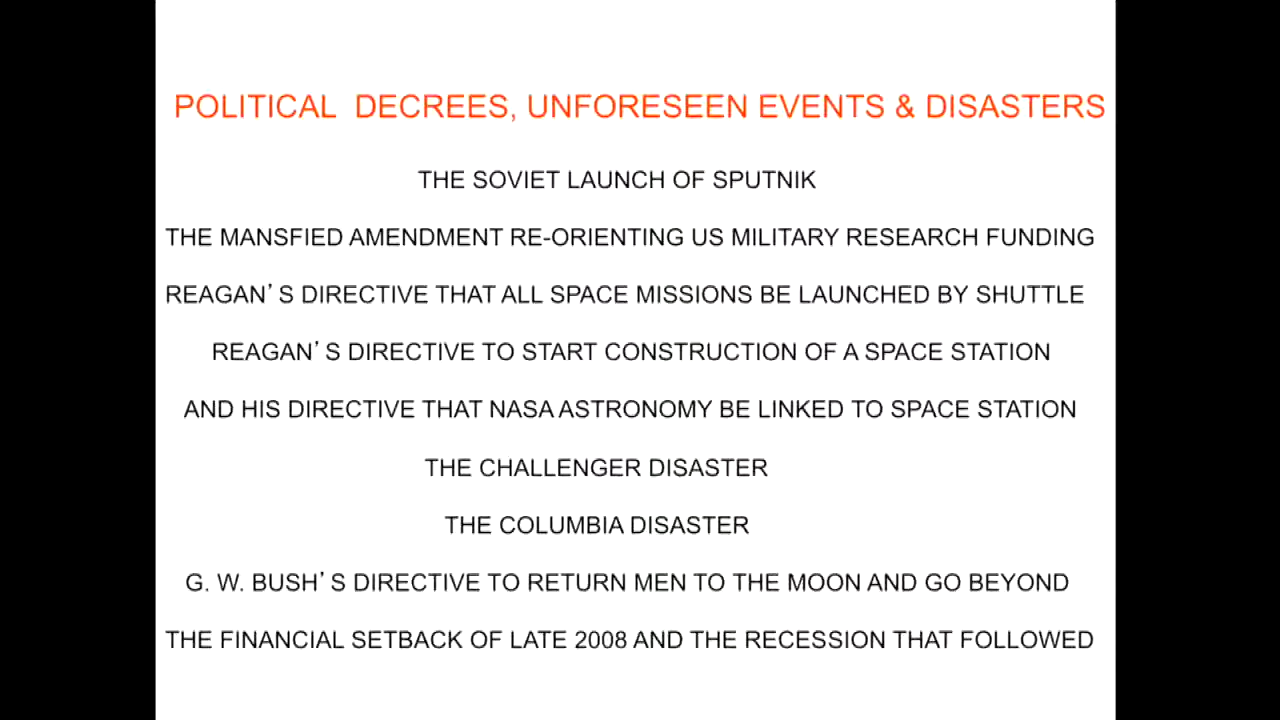 POLITICAL DECREES, UNFORESEEN EVENTS & DISASTERS
THE SOVIET LAUNCH OF SPUTNIK
THE MANSFIED AMENDMENT RE-ORIENTING US MILITARY RESEARCH FUNDING
REAGAN’S DIRECTIVE THAT ALL SPACE MISSIONS BE LAUNCHED BY SHUTTLE
REAGAN’S DIRECTIVE TO START CONSTRUCTION OF A SPACE STATION
AND HIS DIRECTIVE THAT NASA ASTRONOMY BE LINKED TO SPACE STATION
THE CHALLENGER DISASTER
THE COLUMBIA DISASTER
G. W. BUSH’S DIRECTIVE TO RETURN MEN TO THE MOON AND GO BEYOND
THE FINANCIAL SETBACK OF LATE 2008 AND THE RECESSION THAT FOLLOWED